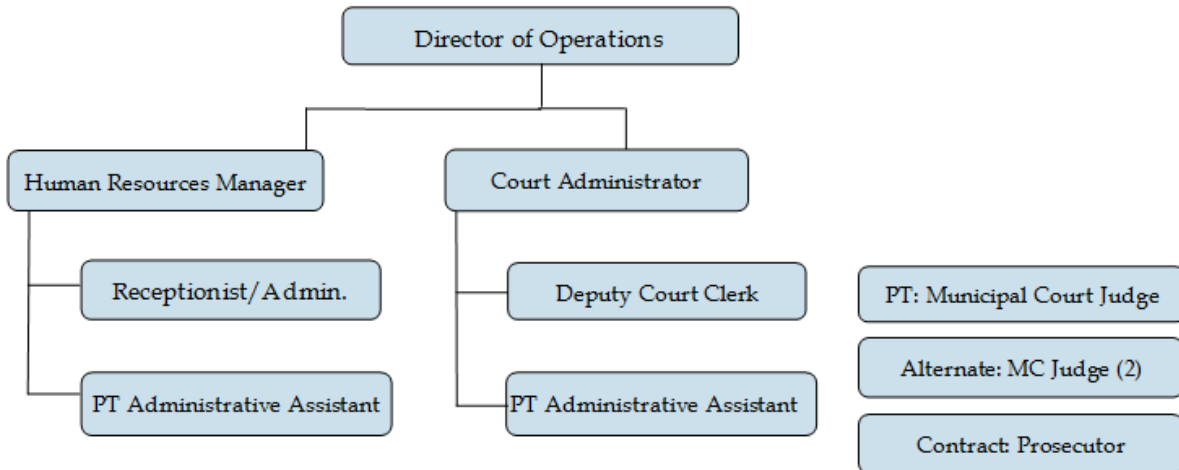 Director of Operations
Human Resources Manager
Court Administrator
Receptionist/Admin.
Deputy Court Clerk
PT: Municipal Court Judge
Alternate: MC Judge (2)
PT Administrative Assistant
PT Administrative Assistant
Contract: Prosecutor